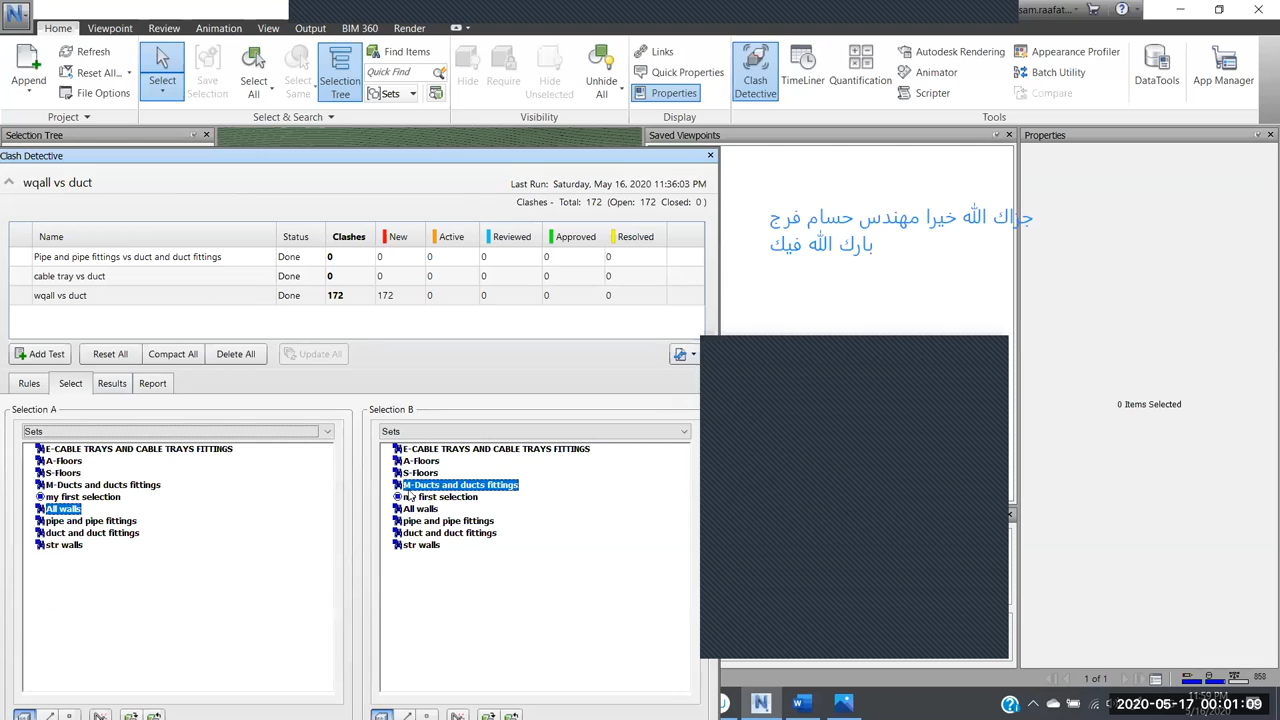 sam.raafat...
Home Viewpoint Review Animation View Output BIM 360 Render
Refresh
Find Items
Links
Autodesk Rendering
Appearance Profiler
Reset All...
Quick Find
Quick Properties
Animator
Batch Utility
Append
Select
Save Selection
Select All
Select Same
Selection Tree
Hide
Require
Hide Unselected
Unhide All
Clash Detective
TimeLiner
Quantification
DataTools
App Manager
File Options
Sets
Properties
Scripter
Compare
Project
Select & Search
Visibility
Display
Tools
Selection Tree
Saved Viewpoints
Properties
Clash Detective
wqall vs duct
Last Run: Saturday, May 16, 2020 11:36:03 PM
Clashes - Total: 172 (Open: 172 Closed: 0 )
جزاك الله خيرا مهندس حسام فرج
بارك الله فيك
Name Status Clashes New Active Reviewed Approved Resolved
Pipe and pipe fittings vs duct and duct fittings Done 0 0 0 0 0 0
cable tray vs duct Done 0 0 0 0 0 0
wqall vs duct Done 172 172 0 0 0 0
Add Test Reset All Compact All Delete All Update All
Rules Select Results Report
0 Items Selected
Selection A
Sets
E-CABLE TRAYS AND CABLE TRAYS FITTINGS
A-Floors
S-Floors
M-Ducts and ducts fittings
my first selection
All walls
pipe and pipe fittings
duct and duct fittings
str walls
Selection B
Sets
E-CABLE TRAYS AND CABLE TRAYS FITTINGS
A-Floors
S-Floors
M-Ducts and ducts fittings
my first selection
All walls
pipe and pipe fittings
duct and duct fittings
str walls
1 of 1
858
11:59 PM
5/16/2020
2020-05-17 01:01:09